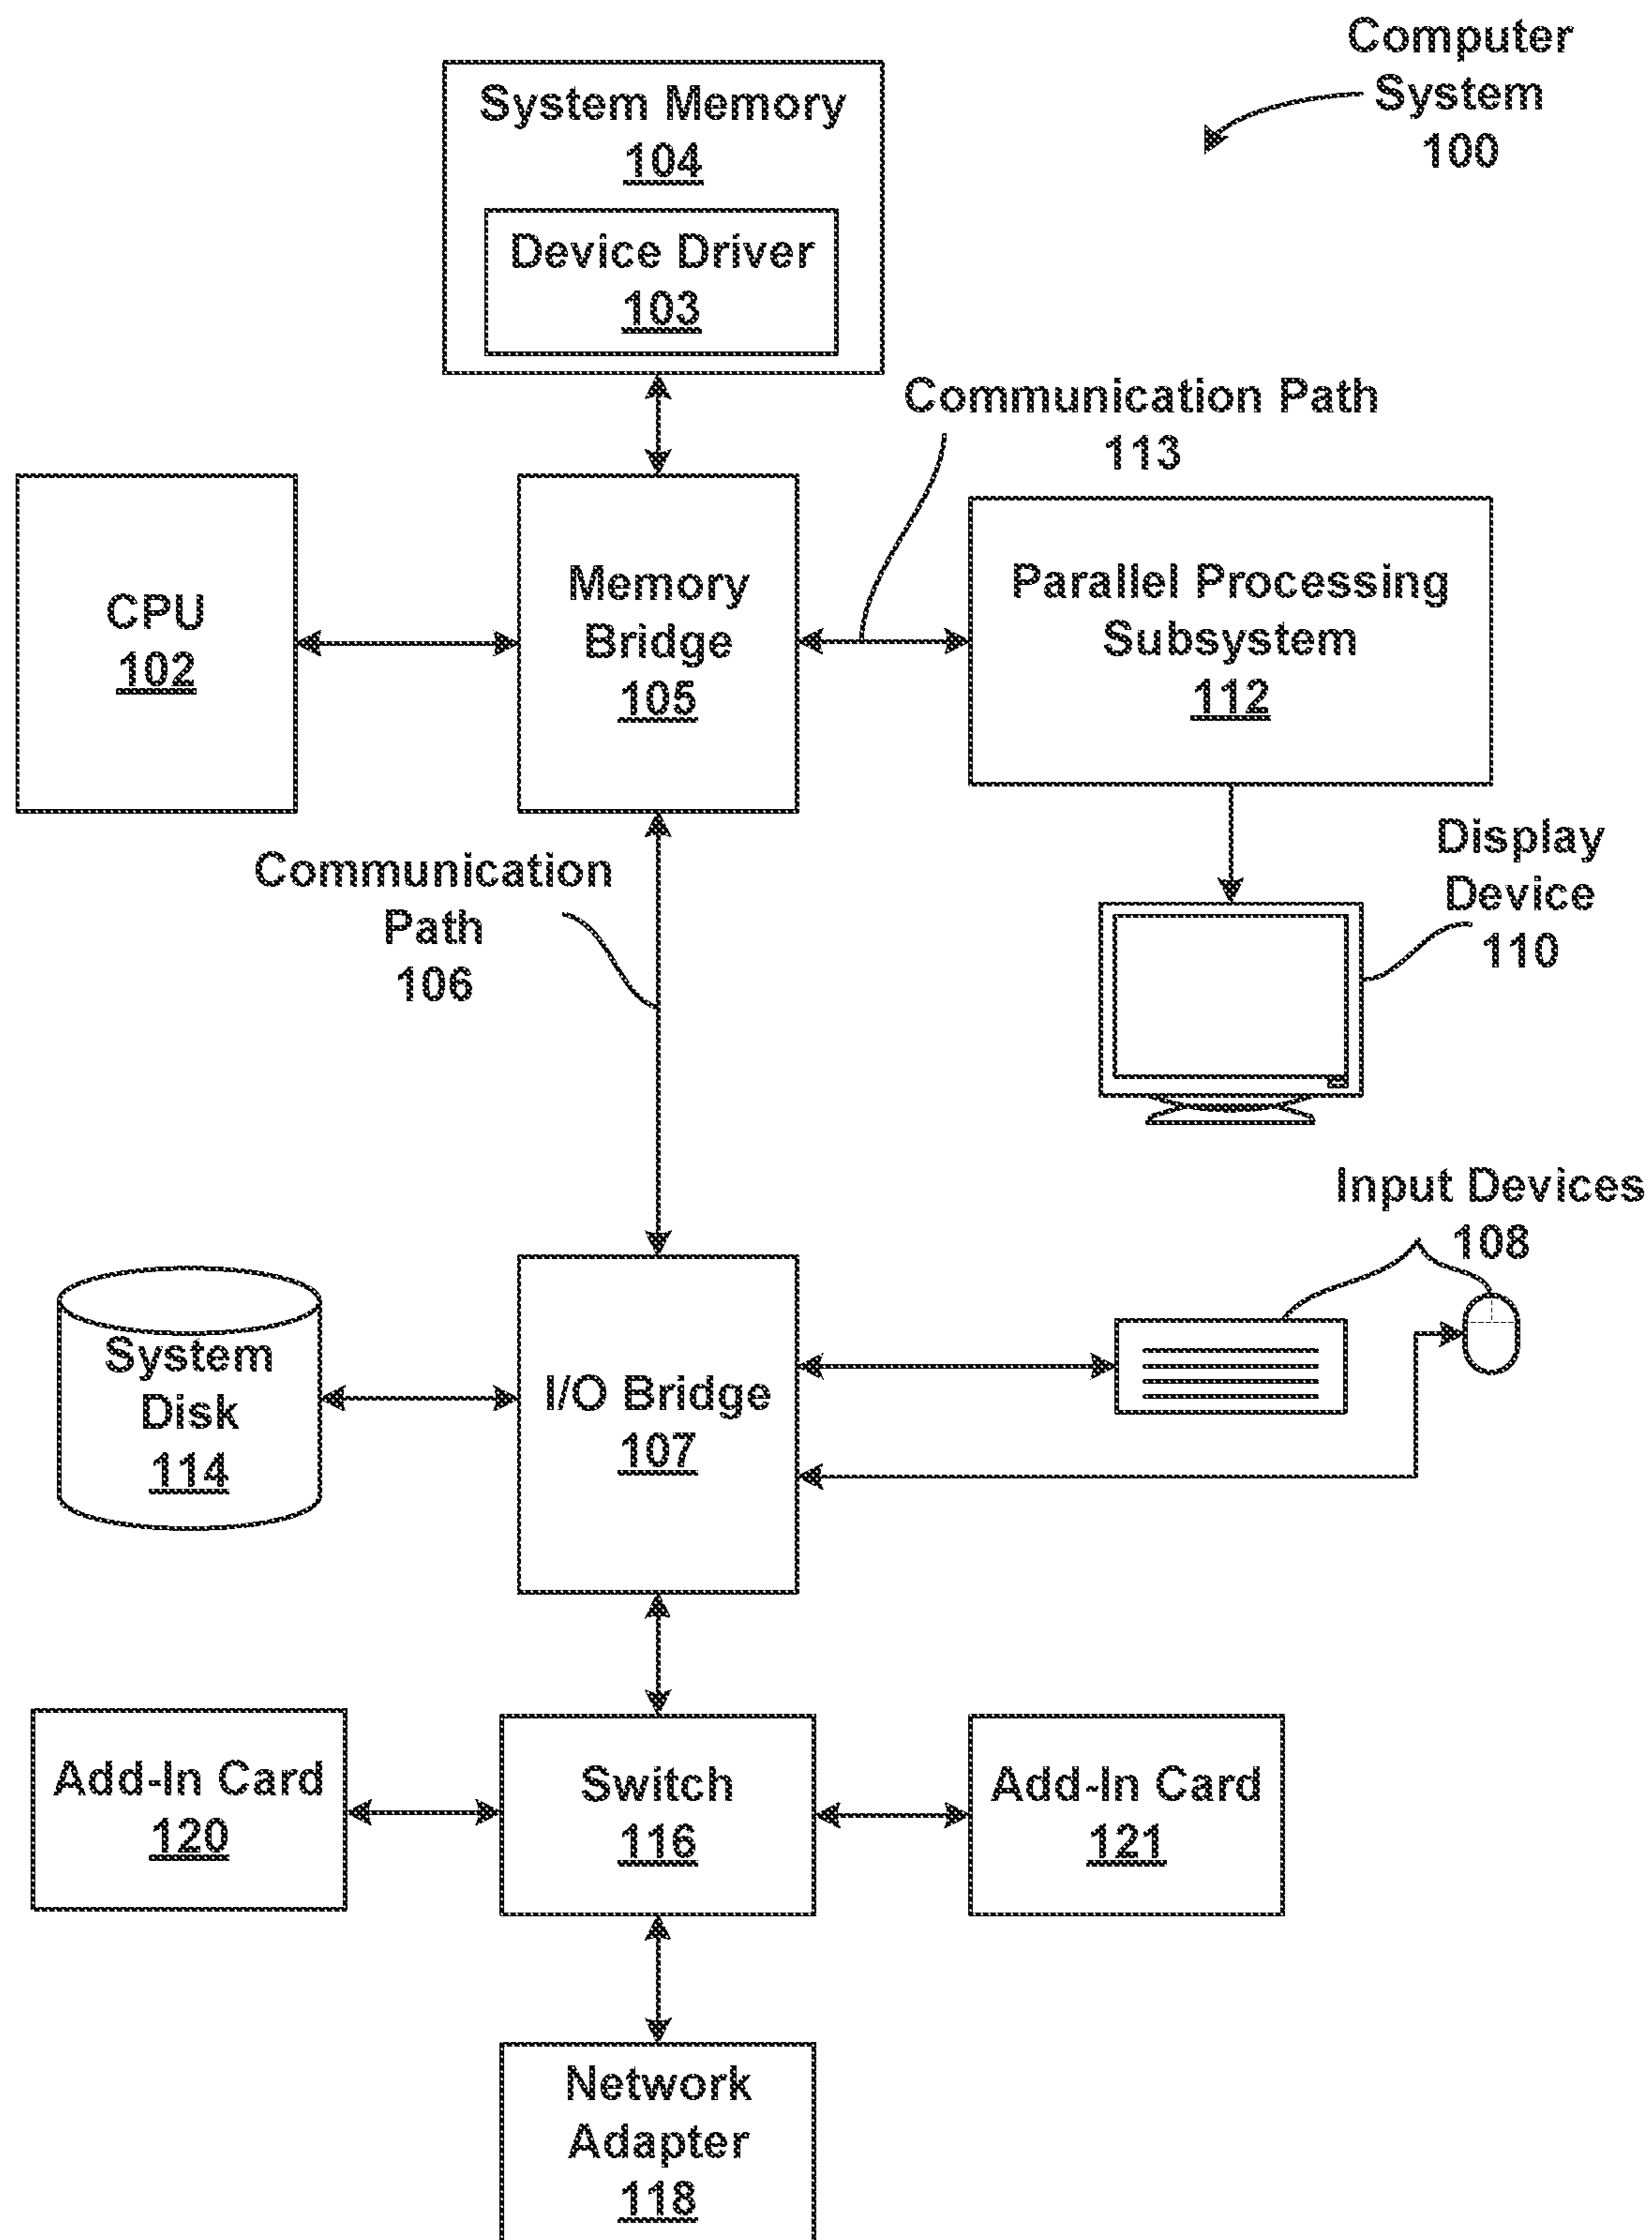 Computer
System
100
System Memory
104
Device Driver
103
Communication Path
113
CPU
102
Memory
Bridge
105
Parallel Processing
Subsystem
112
Communication
Path
106
Display
Device
110
Input Devices
108
System
Disk
114
I/O Bridge
107
Add-In Card
120
Switch
116
Add-In Card
121
Network
Adapter
118